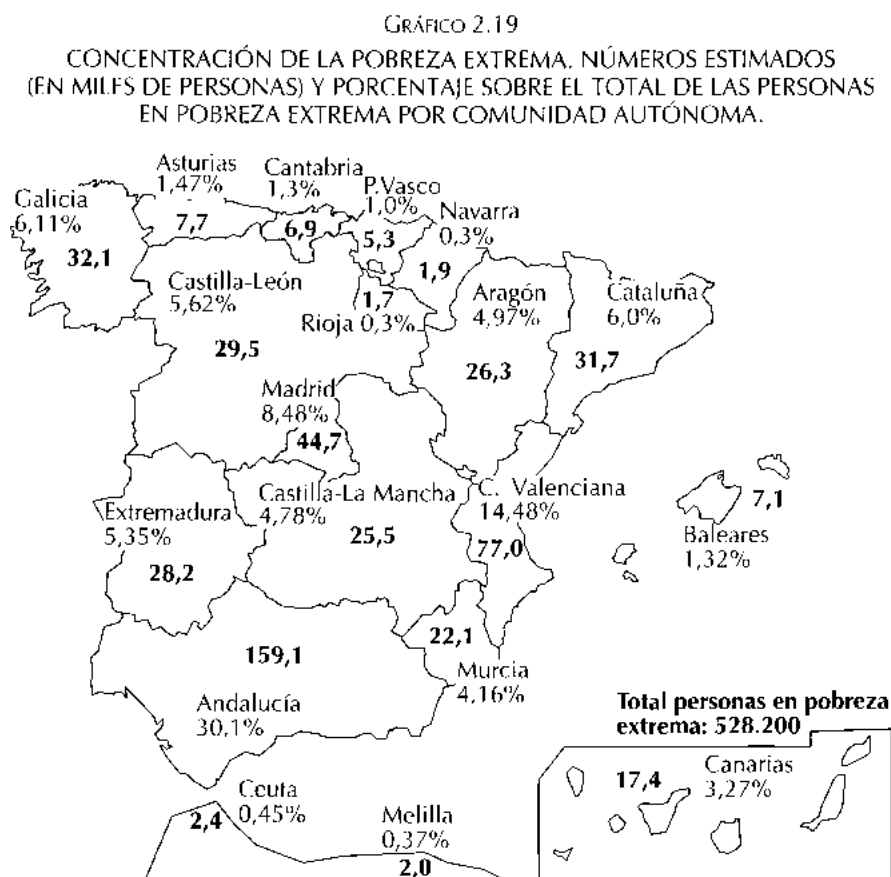 GRÁFICO 2.19
CONCENTRACIÓN DE LA POBREZA EXTREMA. NÚMEROS ESTIMADOS
(EN MILES DE PERSONAS) Y PORCENTAJE SOBRE EL TOTAL DE LAS PERSONAS
EN POBREZA EXTREMA POR COMUNIDAD AUTÓNOMA.
Asturias
1,47%
7,7
Cantabria
1,3%
6,9
P.Vasco
1,0%
5,3
Galicia
6,11%
32,1
Navarra
0,3%
1,9
Castilla-León
5,62%
29,5
1,7
Rioja 0,3%
Aragón
4,97%
26,3
Cataluña
6,0%
31,7
Madrid
8,48%
44,7
Extremadura
5,35%
28,2
Castilla-La Mancha
4,78%
25,5
C. Valenciana
14,48%
77,0
7,1
Baleares
1,32%
159,1
Andalucía
30,1%
22,1
Murcia
4,16%
Total personas en pobreza
extrema: 528.200
17,4
Canarias
3,27%
Ceuta
0,45%
2,4
Melilla
0,37%
2,0